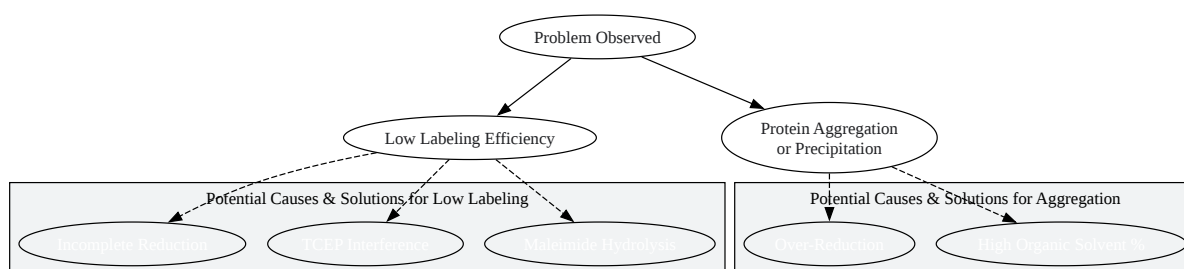 Problem Observed
Low Labeling Efficiency
Protein Aggregation
or Precipitation
Potential Causes & Solutions for Low Labeling
Potential Causes & Solutions for Aggregation
Incomplete Reduction
TCEP Interference
Maleimide Hydrolysis
Over-Reduction
High Organic Solvent %